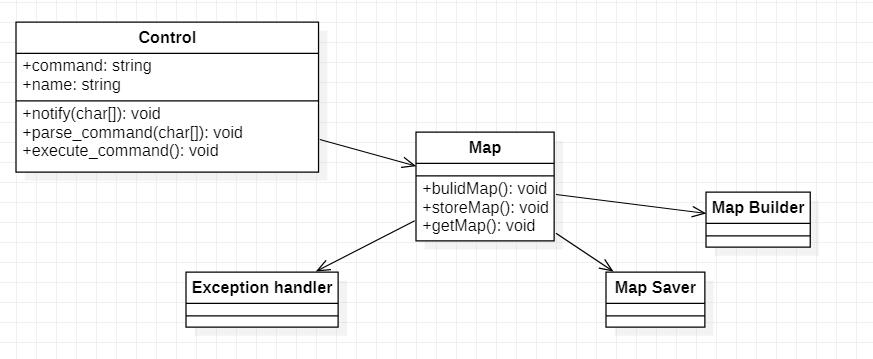 Control
+command: string
+name: string
+notify(char[]): void
+parse_command(char[]): void
+execute_command(): void
Map
+bulidMap(): void
+storeMap(): void
+getMap(): void
Map Builder
Exception handler
Map Saver